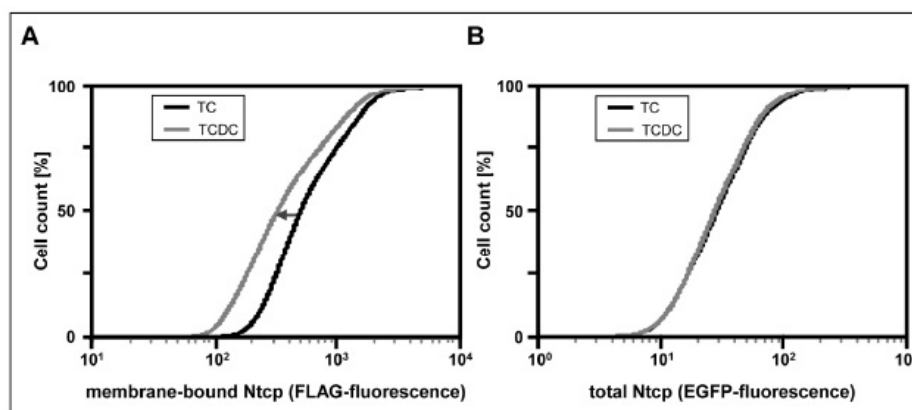 A
100
50
0
Cell count [%]
TC
TCDC
10¹
10²
10³
10⁴
membrane-bound Ntcp (FLAG-fluorescence)
B
100
50
0
Cell count [%]
TC
TCDC
10⁰
10¹
10²
10
total Ntcp (EGFP-fluorescence)